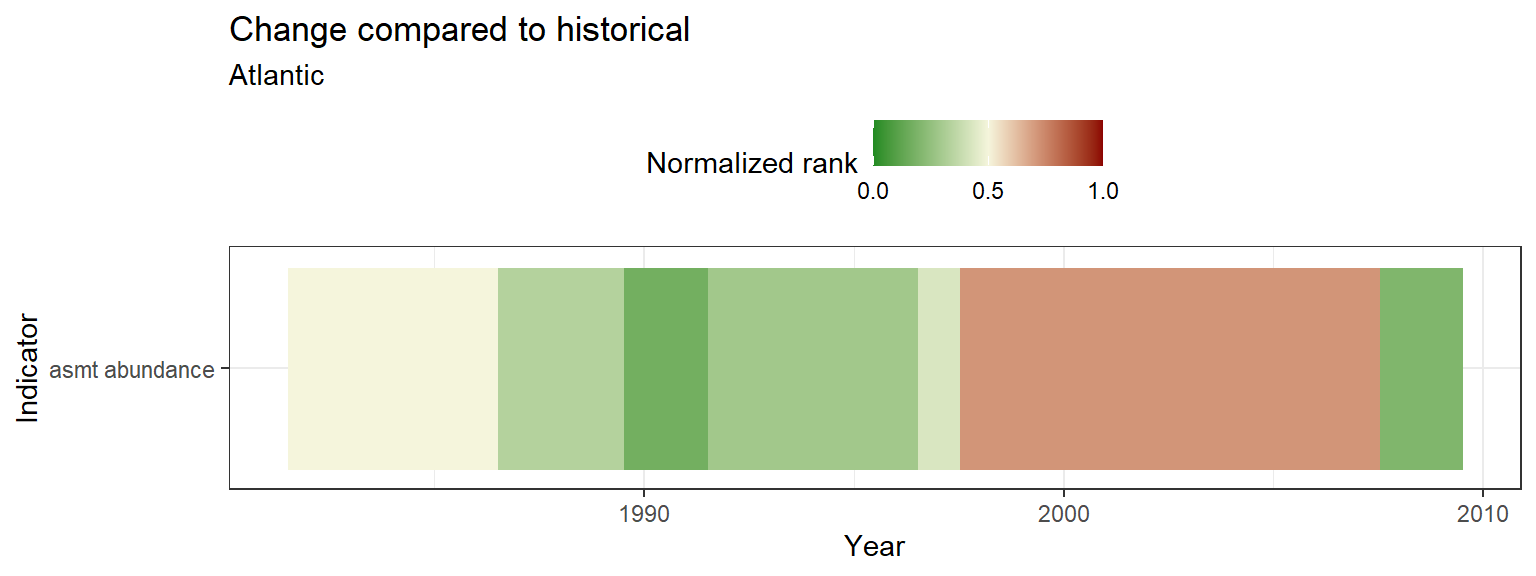 Change compared to historical
Atlantic
Normalized rank
0.0 0.5 1.0
Indicator
asmt abundance
1990 2000 2010
Year